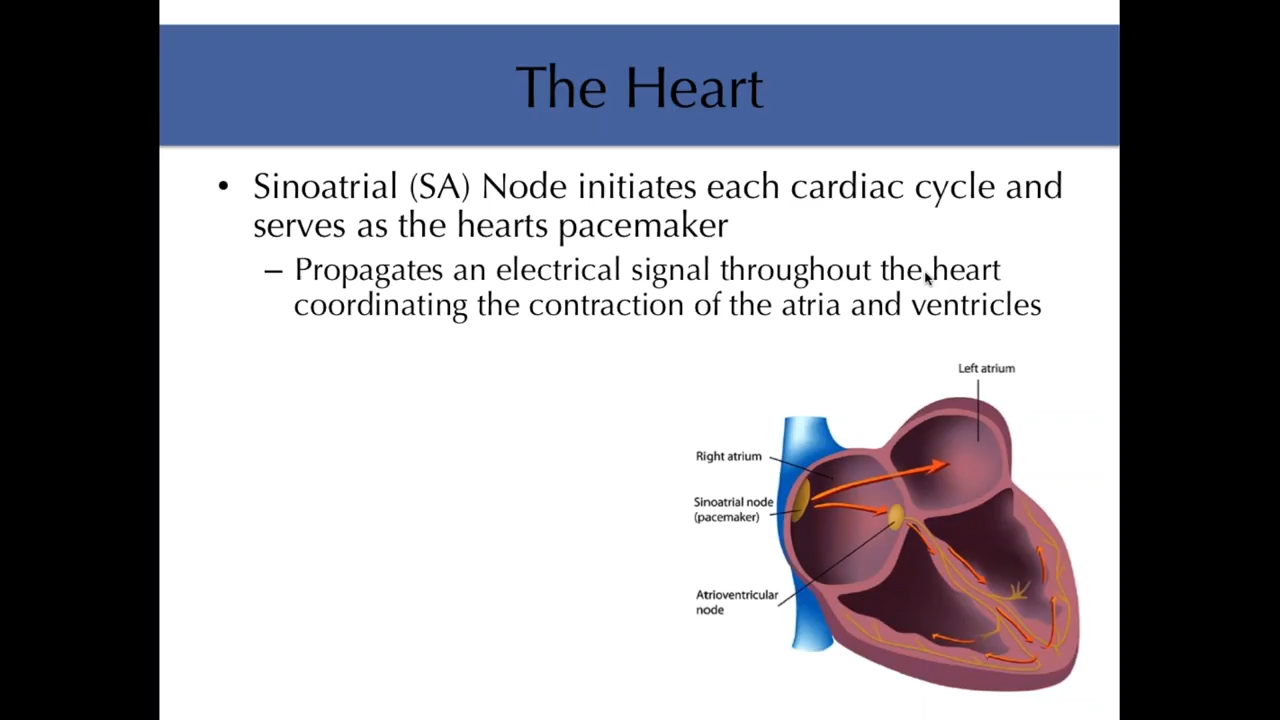 The Heart
• Sinoatrial (SA) Node initiates each cardiac cycle and
serves as the hearts pacemaker
– Propagates an electrical signal throughout the heart
coordinating the contraction of the atria and ventricles
Left atrium
Right atrium
Sinoatrial node
(pacemaker)
Atrioventricular
node